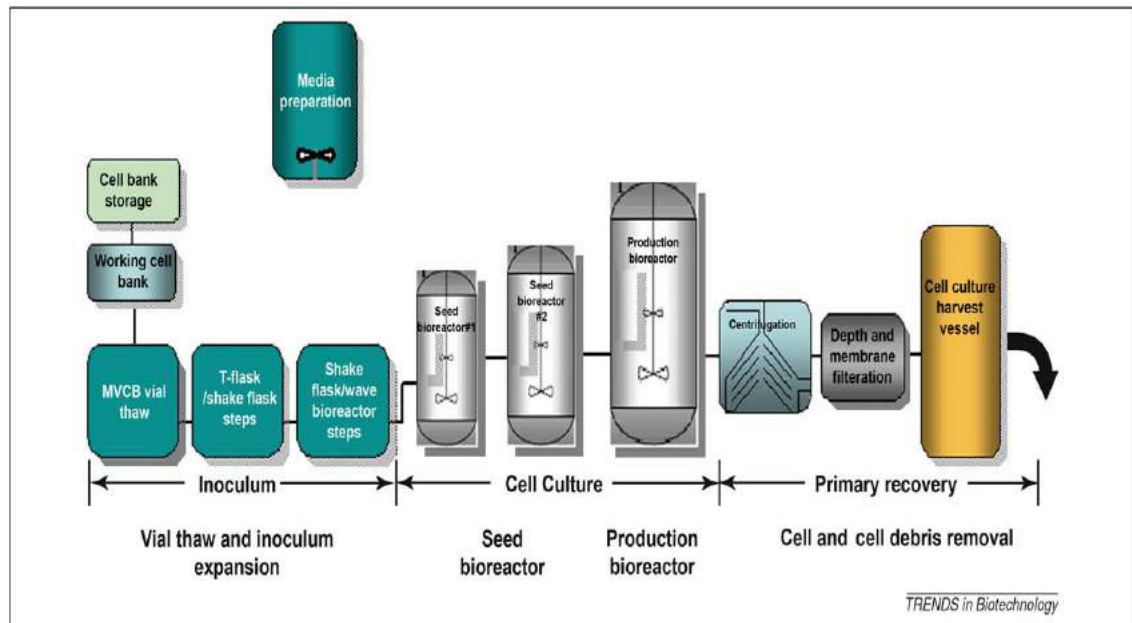 Media
preparation
Cell bank
storage
Working cell
bank
MVCB vial
thaw
T-flask
/shake flask
steps
Shake
flask/wave
bioreactor
steps
Seed
bioreactor#1
Seed
bioreactor
#2
Production
bioreactor
Centrifugation
Depth and
membrane
filteration
Cell culture
harvest
vessel
Inoculum
Cell Culture
Primary recovery
Vial thaw and inoculum
expansion
Seed
bioreactor
Production
bioreactor
Cell and cell debris removal
TRENDS in Biotechnology